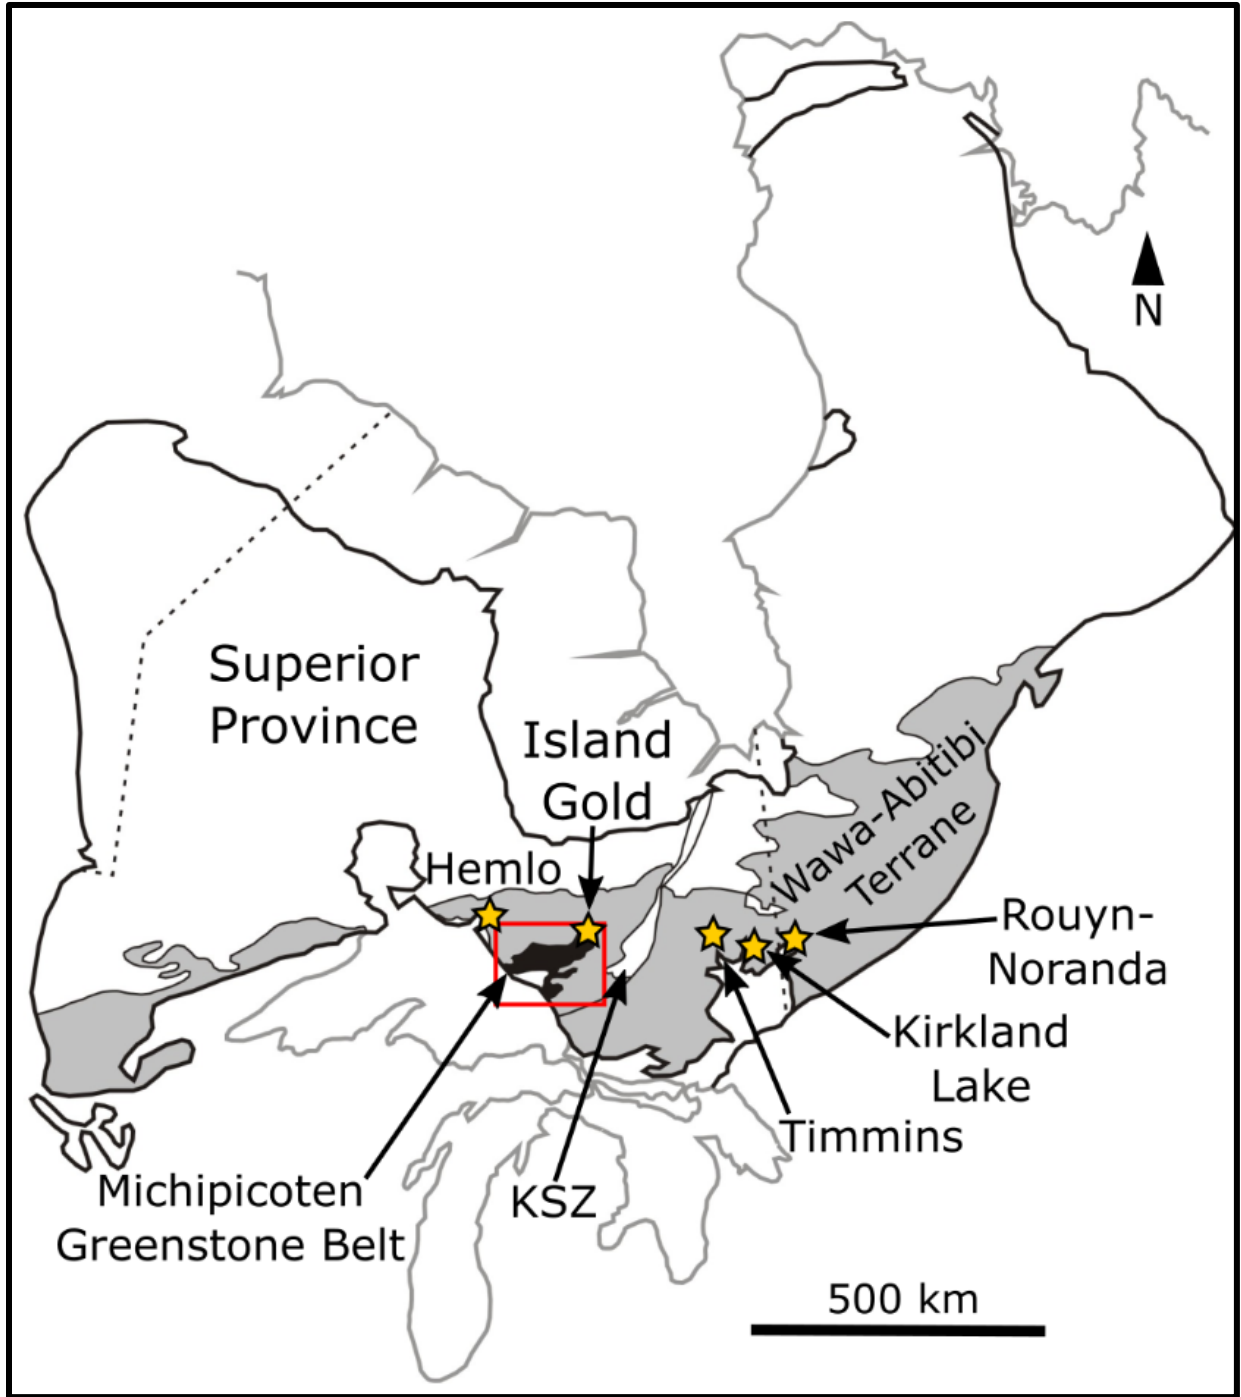 N
Superior
Province
Island
Gold
Hemlo
Wawa-Abitibi
Terrane
Rouyn-
Noranda
Kirkland
Lake
Timmins
Michipicoten
Greenstone Belt
KSZ
500 km